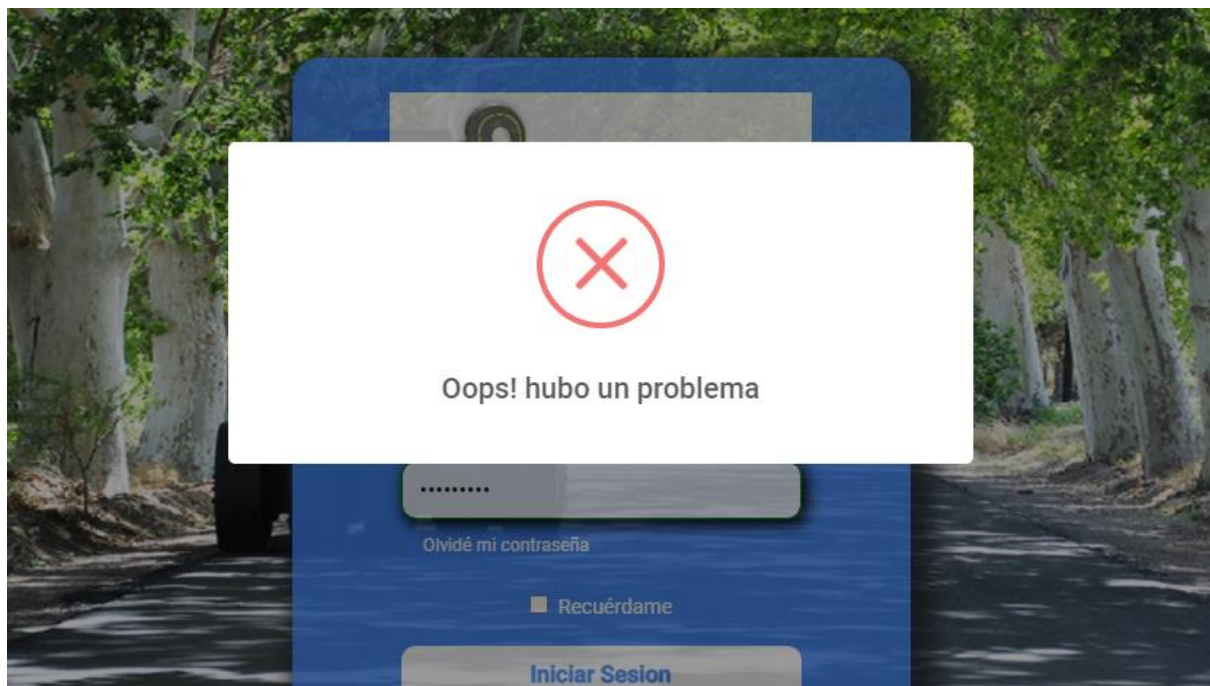 Oops! hubo un problema
•••••••••
Olvidé mi contraseña
Recuérdame
Iniciar Sesion